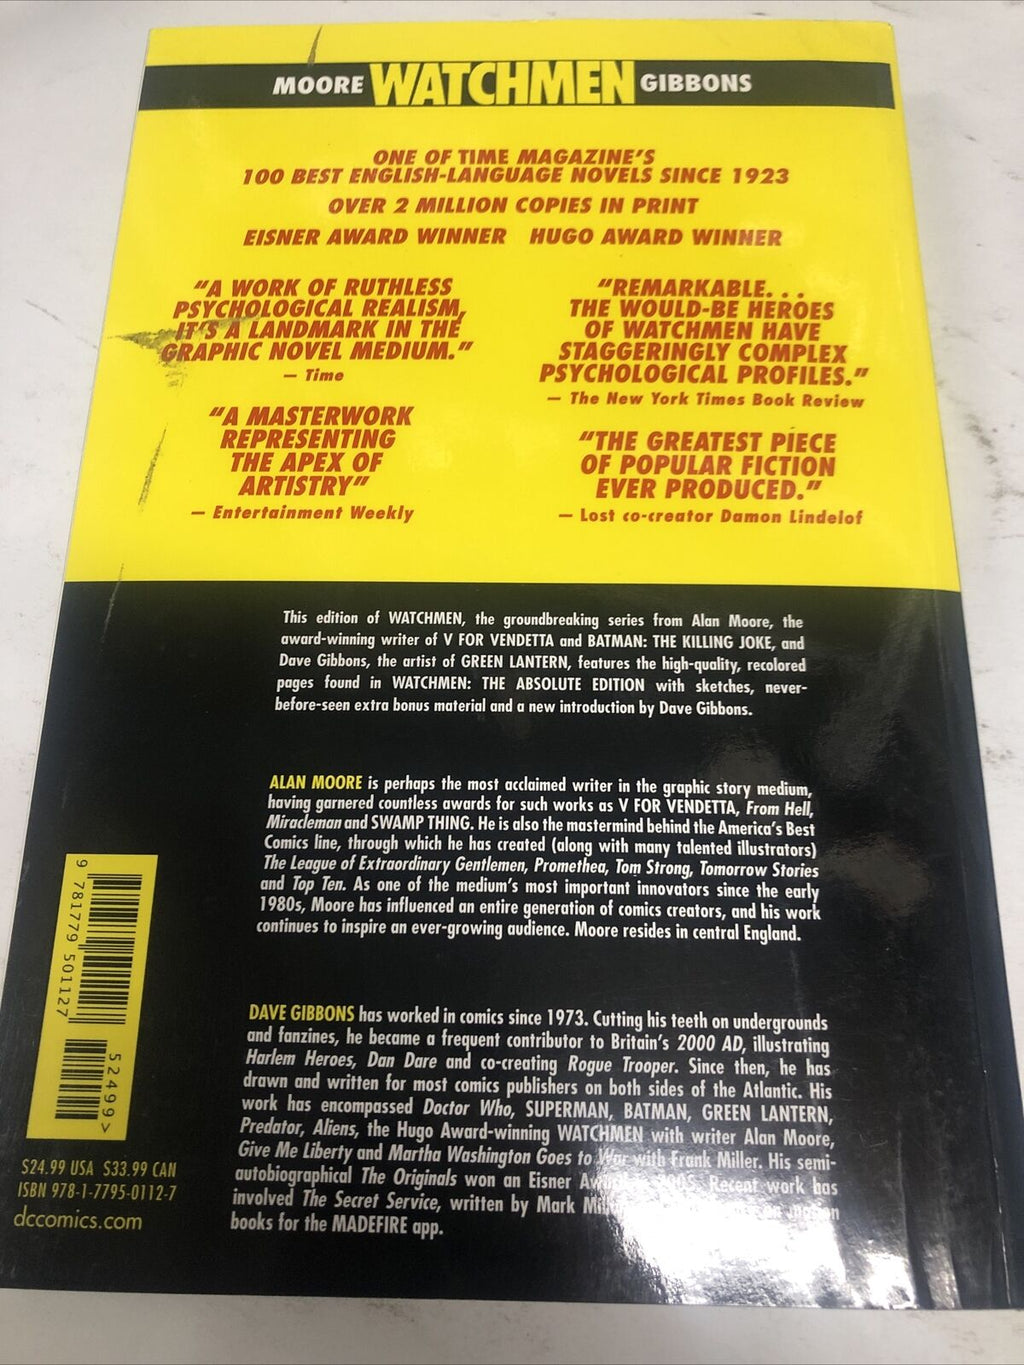 MOORE WATCHMEN GIBBONS
ONE OF TIME MAGAZINE'S
100 BEST ENGLISH-LANGUAGE NOVELS SINCE 1923
OVER 2 MILLION COPIES IN PRINT
EISNER AWARD WINNER HUGO AWARD WINNER
"A WORK OF RUTHLESS
PSYCHOLOGICAL REALISM,
IT'S A LANDMARK IN THE
GRAPHIC NOVEL MEDIUM."
— Time
"A MASTERWORK
REPRESENTING
THE APEX OF
ARTISTRY"
— Entertainment Weekly
"REMARKABLE. . .
THE WOULD-BE HEROES
OF WATCHMEN HAVE
STAGGERINGLY COMPLEX
PSYCHOLOGICAL PROFILES."
— The New York Times Book Review
"THE GREATEST PIECE
OF POPULAR FICTION
EVER PRODUCED."
— Lost co-creator Damon Lindelof
This edition of WATCHMEN, the groundbreaking series from Alan Moore, the
award-winning writer of V FOR VENDETTA and BATMAN: THE KILLING JOKE, and
Dave Gibbons, the artist of GREEN LANTERN, features the high-quality, recolored
pages found in WATCHMEN: THE ABSOLUTE EDITION with sketches, never-
before-seen extra bonus material and a new introduction by Dave Gibbons.
ALAN MOORE is perhaps the most acclaimed writer in the graphic story medium,
having garnered countless awards for such works as V FOR VENDETTA, From Hell,
Miracleman and SWAMP THING. He is also the mastermind behind the America's Best
Comics line, through which he has created (along with many talented illustrators)
The League of Extraordinary Gentlemen, Promethea, Tom Strong, Tomorrow Stories
and Top Ten. As one of the medium's most important innovators since the early
1980s, Moore has influenced an entire generation of comics creators, and his work
continues to inspire an ever-growing audience. Moore resides in central England.
DAVE GIBBONS has worked in comics since 1973. Cutting his teeth on undergrounds
and fanzines, he became a frequent contributor to Britain's 2000 AD, illustrating
Harlem Heroes, Dan Dare and co-creating Rogue Trooper. Since then, he has
drawn and written for most comics publishers on both sides of the Atlantic. His
work has encompassed Doctor Who, SUPERMAN, BATMAN, GREEN LANTERN,
Predator, Aliens, the Hugo Award-winning WATCHMEN with writer Alan Moore,
Give Me Liberty and Martha Washington Goes to War with Frank Miller. His semi-
autobiographical The Originals won an Eisner Award in 2005. Recent work has
involved The Secret Service, written by Mark
books for the MADEFIRE app.
9 781779 501127
52499>
$24.99 USA $33.99 CAN
ISBN 978-1-7795-0112-7
dccomics.com